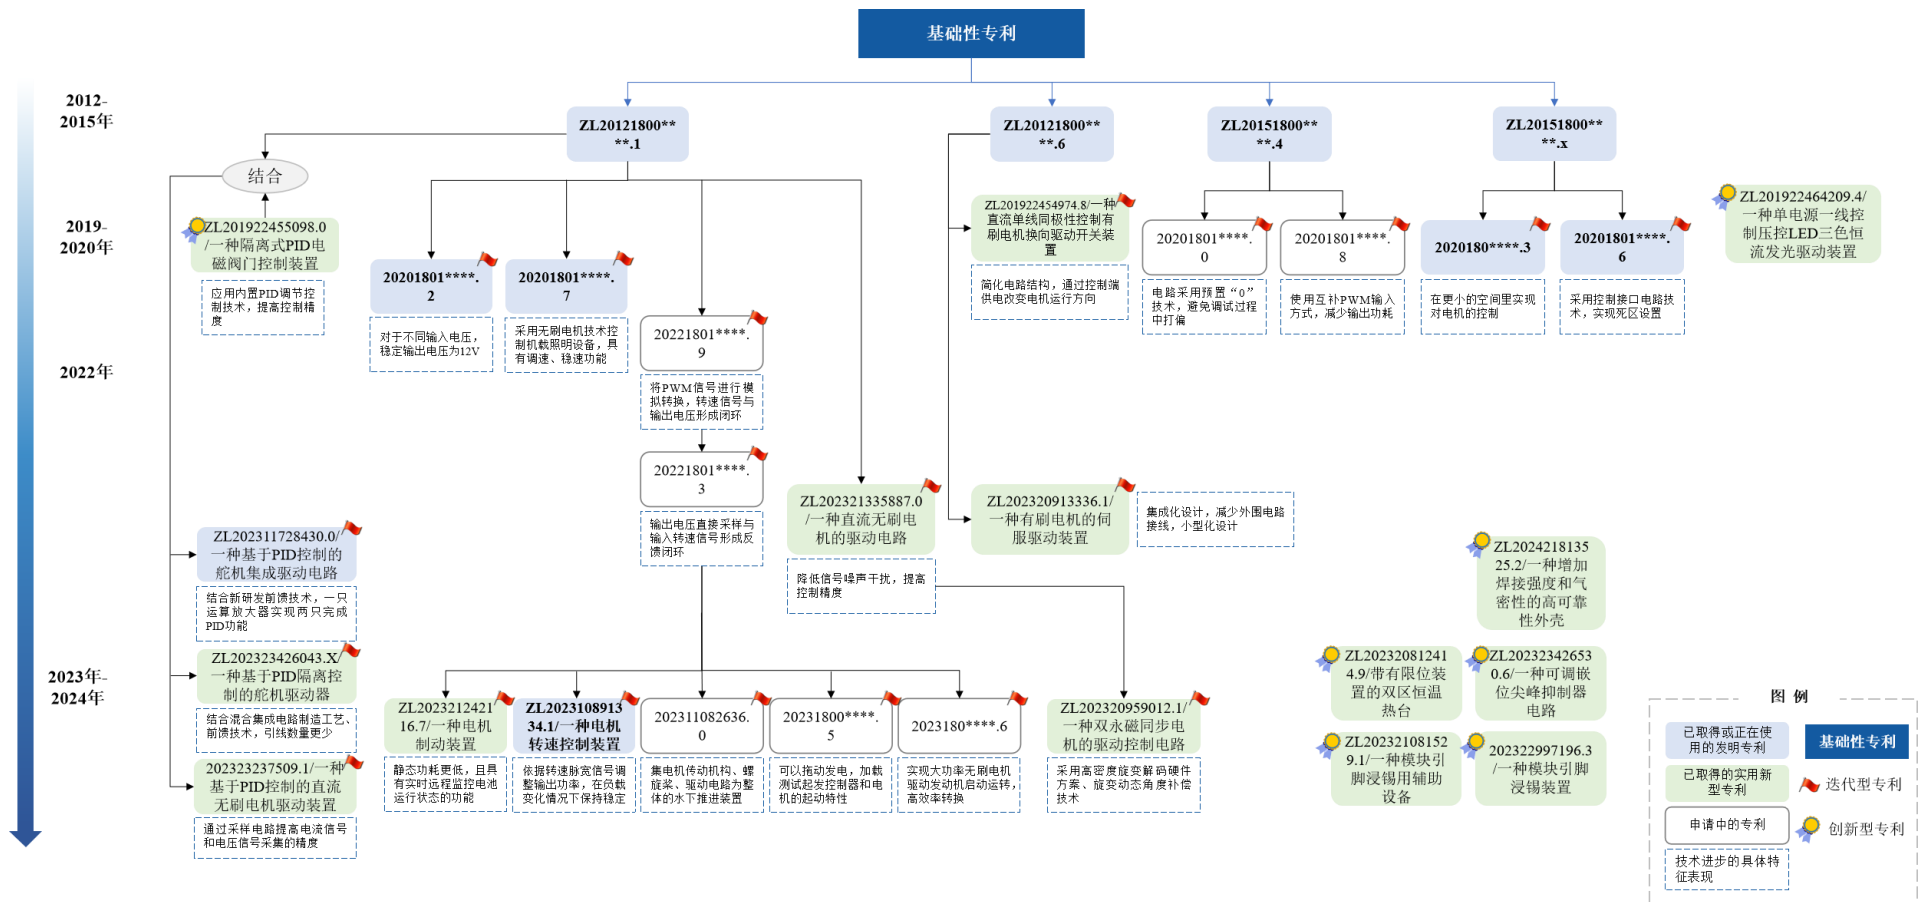 基础性专利
2012-
2015年
ZL20121800**
**.1
ZL20121800**
**.6
ZL20151800**
**.4
ZL20151800**
**.x
结合
2019-
2020年
ZL201922455098.0
/一种隔离式PID电
磁阀门控制装置
应用内置PID调节控
制技术，提高控制精
度
20201801****.
2
对于不同输入电压，
稳定输出电压为12V
20201801****.
7
采用无刷电机技术控
制机载照明设备，具
有调速、稳速功能
ZL201922454974.8/一种
直流单线同极性控制有
刷电机换向驱动开关装
置
简化电路结构，通过控制端
供电改变电机运行方向
20201801****.
0
电路采用预置“0”
技术，避免调试过程
中打偏
20201801****.
8
使用互补PWM输入
方式，减少输出功耗
2020180****.3
在更小的空间里实现
对电机的控制
20201801****.
6
采用控制接口电路技
术，实现死区设置
ZL201922464209.4/
一种单电源一线控
制压控LED三色恒
流发光驱动装置
2022年
20221801****.
9
将PWM信号进行模
拟转换，转速信号与
输出电压形成闭环
20221801****.
3
输出电压直接采样与
输入转速信号形成反
馈闭环
ZL202321335887.0
/一种直流无刷电
机的驱动电路
降低信号噪声干扰，提高
控制精度
ZL202320913336.1/
一种有刷电机的伺
服驱动装置
集成化设计，减少外围电路
接线，小型化设计
2023年-
2024年
ZL202311728430.0/
一种基于PID控制的
舵机集成驱动电路
结合新研发前馈技术，一只
运算放大器实现两只完成
PID功能
ZL202323426043.X/
一种基于PID隔离控
制的舵机驱动器
结合混合集成电路制造工艺、
前馈技术，引线数量更少
202323237509.1/一种
基于PID控制的直流
无刷电机驱动装置
通过采样电路提高电流信号
和电压信号采集的精度
ZL2023212421
16.7/一种电机
制动装置
静态功耗更低，且具
有实时远程监控电池
运行状态的功能
ZL2023108913
34.1/一种电机
转速控制装置
依据转速脉宽信号调
整输出功率，在负载
变化情况下保持稳定
202311082636.
0
集电机传动机构、螺
旋桨、驱动电路为整
体的水下推进装置
20231800****.
5
可以拖动发电，加载
测试起发控制器和电
机的起动特性
2023180****.6
实现大功率无刷电机
驱动发动机启动运转，
高效率转换
ZL202320959012.1/
一种双永磁同步电
机的驱动控制电路
采用高密度旋变解码硬件
方案、旋变动态角度补偿
技术
ZL2024218135
25.2/一种增加
焊接强度和气
密性的高可靠
性外壳
ZL20232081241
4.9/带有限位装
置的双区恒温
热台
ZL20232342653
0.6/一种可调嵌
位尖峰抑制器
电路
ZL20232108152
9.1/一种模块引
脚浸锡用辅助
设备
202322997196.3
/一种模块引脚
浸锡装置
图 例
已取得或正在使
用的发明专利
基础性专利
已取得的实用新
型专利
迭代型专利
申请中的专利
创新型专利
技术进步的具体特
征表现